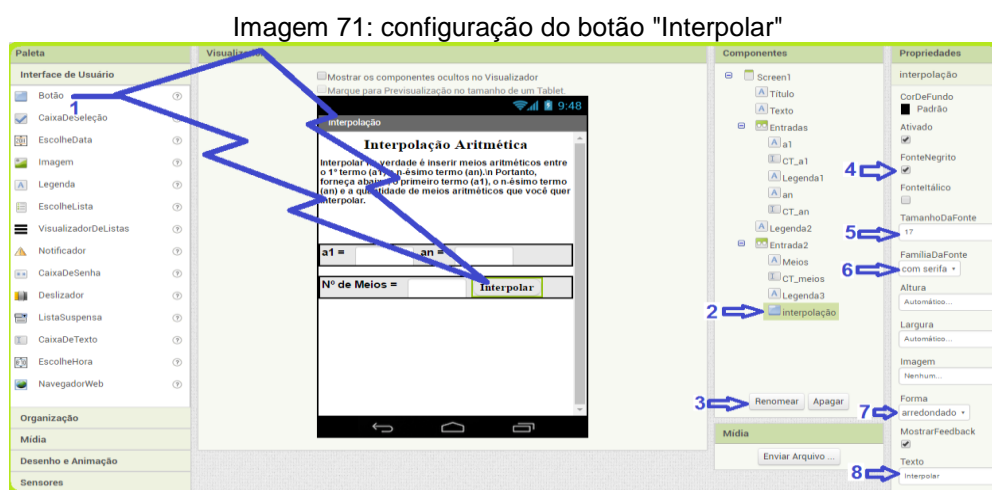 Imagem 71: configuração do botão "Interpolar"
Paleta
Interface de Usuário
Botão
1
CaixaDeSeleção
EscolheData
Imagem
A Legenda
EscolheLista
VisualizadorDeListas
Notificador
CaixaDeSenha
Deslizador
ListaSuspensa
CaixaDeTexto
EscolheHora
NavegadorWeb
Organização
Mídia
Desenho e Animação
Sensores
Mostrar os componentes ocultos no Visualizador
Marque para Previsualização no tamanho de um Tablet.
9:48
Interpolação
Interpolação Aritmética
Interpolar na verdade é inserir meios aritméticos entre
o 1º termo (a1) e n-ésimo termo (an).\n Portanto,
forneça abaixo o primeiro termo (a1), o n-ésimo termo
(an) e a quantidade de meios aritméticos que você quer
interpolar.
a1 = an =
Nº de Meios = Interpolar
Componentes
Screen1
A Título
A Texto
Entradas
A a1
CT_a1
A Legenda1
A an
CT_an
A Legenda2
Entrada2
A Meios
CT_meios
A Legenda3
2 interpolação
3 Renomear Apagar
Mídia
Enviar Arquivo ...
Propriedades
interpolação
CorDeFundo
Padrão
Ativado
FonteNegrito
4
FonteItálico
TamanhoDaFonte
5 17
FamíliaDaFonte
6 com serifa
Altura
Automático...
Largura
Automático...
Imagem
Nenhum...
Forma
7 arredondado
MostrarFeedback
Texto
8 Interpolar